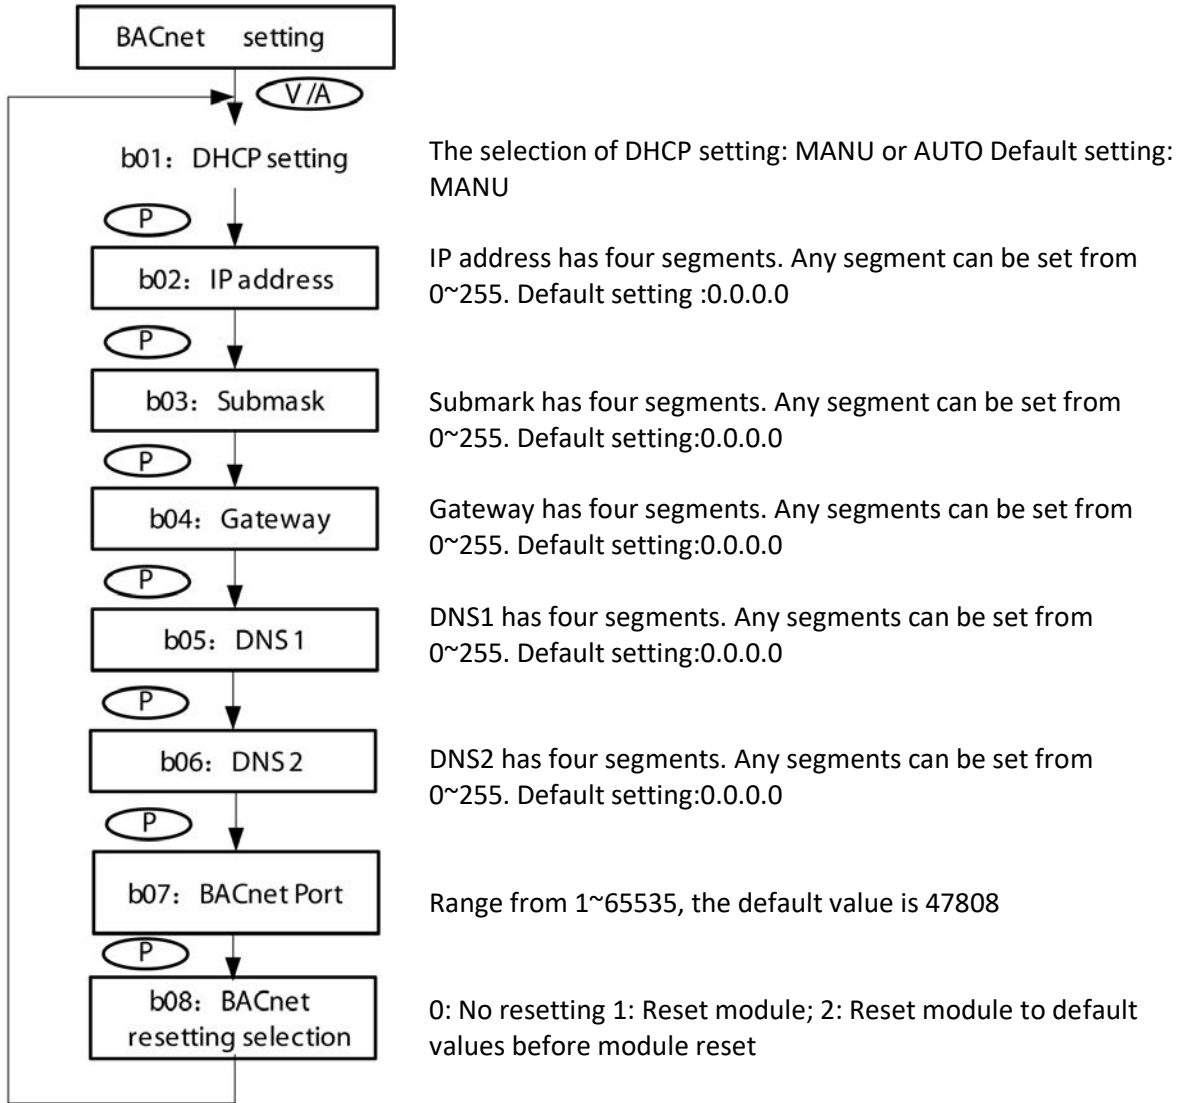 BACnet setting
V/A
b01: DHCP setting
The selection of DHCP setting: MANU or AUTO Default setting:
MANU
P
b02: IP address
IP address has four segments. Any segment can be set from
0~255. Default setting :0.0.0.0
P
b03: Submask
Submark has four segments. Any segment can be set from
0~255. Default setting:0.0.0.0
P
b04: Gateway
Gateway has four segments. Any segments can be set from
0~255. Default setting:0.0.0.0
P
b05: DNS1
DNS1 has four segments. Any segments can be set from
0~255. Default setting:0.0.0.0
P
b06: DNS2
DNS2 has four segments. Any segments can be set from
0~255. Default setting:0.0.0.0
P
b07: BACnet Port
Range from 1~65535, the default value is 47808
P
b08: BACnet
resetting selection
0: No resetting 1: Reset module; 2: Reset module to default
values before module reset